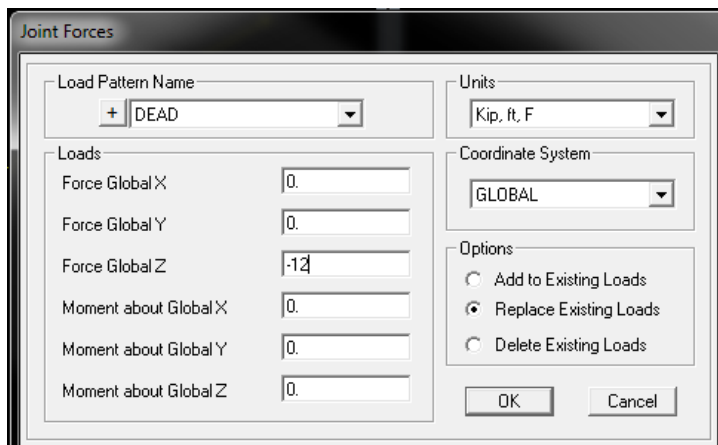 Joint Forces
Load Pattern Name
+ DEAD
Units
Kip, ft, F
Loads
Force Global X 0.
Force Global Y 0.
Force Global Z -12
Moment about Global X 0.
Moment about Global Y 0.
Moment about Global Z 0.
Coordinate System
GLOBAL
Options
Add to Existing Loads
Replace Existing Loads
Delete Existing Loads
OK Cancel